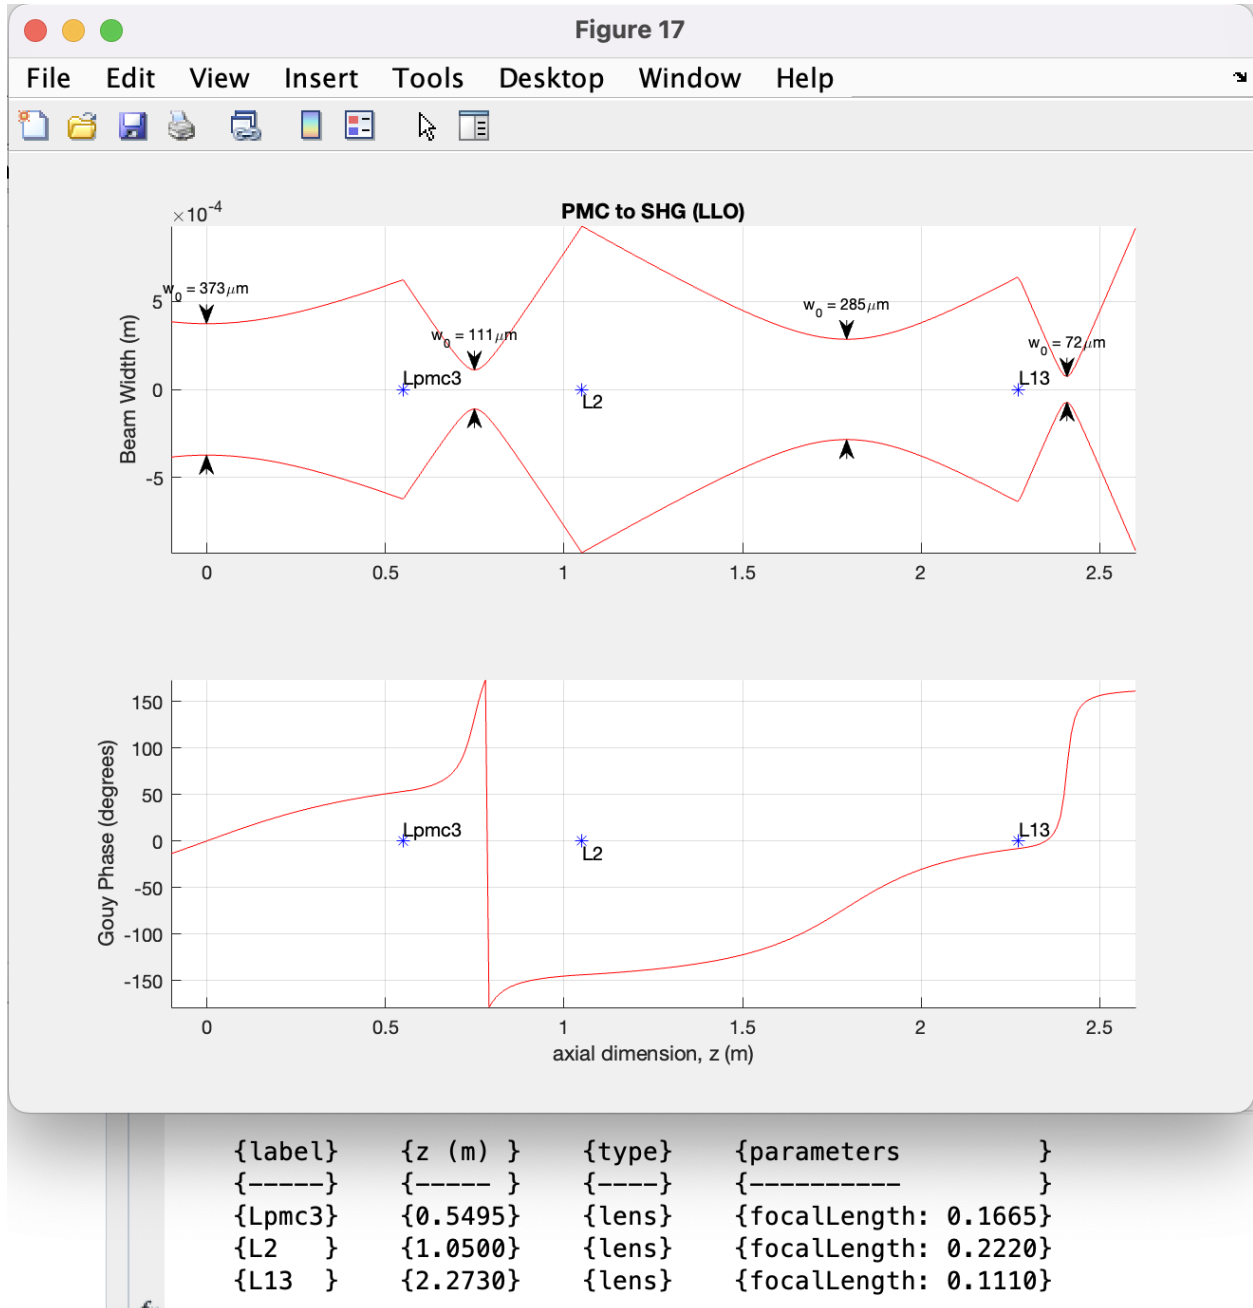 Figure 17
File Edit View Insert Tools Desktop Window Help
×10-4
PMC to SHG (LLO)
w0 = 373μm
w0 = 111μm
w0 = 285μm
w0 = 72μm
5
0
-5
Beam Width (m)
Lpmc3
L2
L13
0 0.5 1 1.5 2 2.5
150
100
50
0
-50
-100
-150
Gouy Phase (degrees)
Lpmc3
L2
L13
0 0.5 1 1.5 2 2.5
axial dimension, z (m)
{label} {z (m) } {type} {parameters }
{-----} {----- } {----} {---------- }
{Lpmc3} {0.5495} {lens} {focalLength: 0.1665}
{L2 } {1.0500} {lens} {focalLength: 0.2220}
{L13 } {2.2730} {lens} {focalLength: 0.1110}